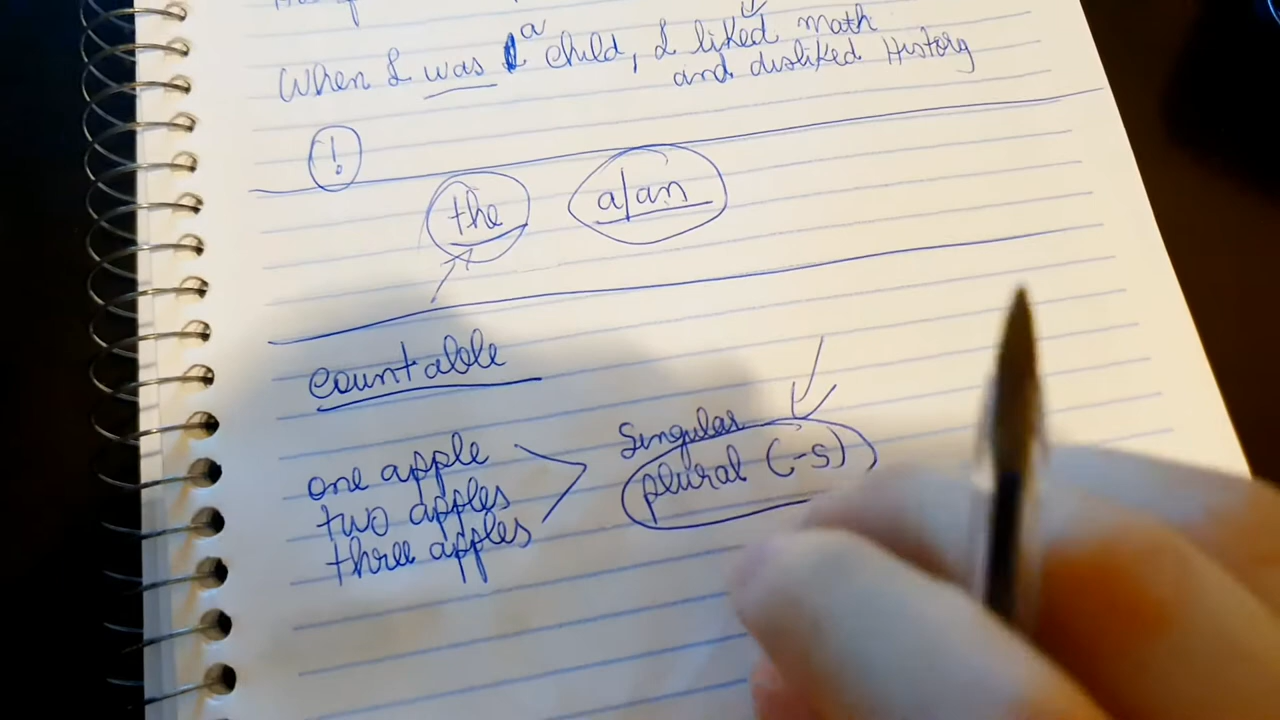 When I was a child, I liked math
and disliked History
!
the a/an
countable
one apple
two apples
three apples
Singular
plural (-s)